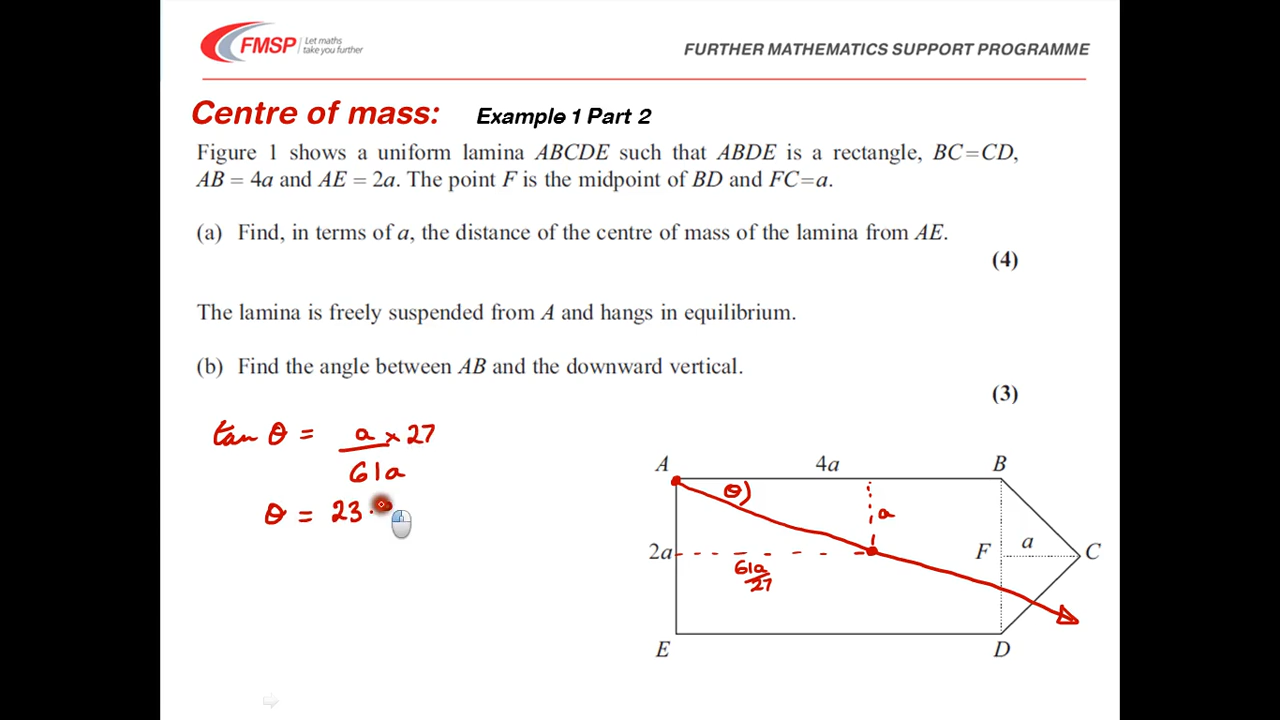 FMSP Let maths take you further
FURTHER MATHEMATICS SUPPORT PROGRAMME
Centre of mass: Example 1 Part 2
Figure 1 shows a uniform lamina ABCDE such that ABDE is a rectangle, BC=CD,
AB = 4a and AE = 2a. The point F is the midpoint of BD and FC=a.
(a) Find, in terms of a, the distance of the centre of mass of the lamina from AE.
(4)
The lamina is freely suspended from A and hangs in equilibrium.
(b) Find the angle between AB and the downward vertical.
(3)
tan θ = a × 27
61a
θ = 23.
A 4a B
θ
a
2a F a C
61a
27
E D